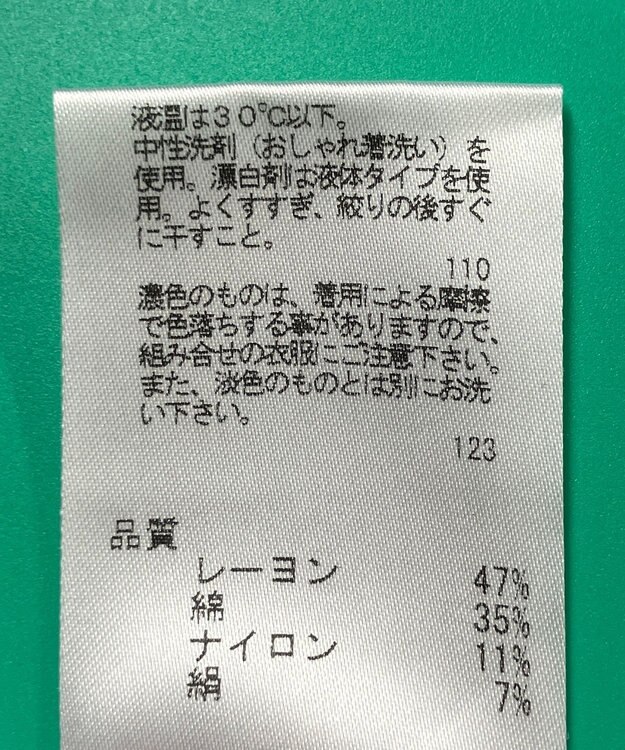 液温は30℃以下。
中性洗剤（おしゃれ着洗い）を
使用。漂白剤は液体タイプを使
用。よくすすぎ、絞りの後すぐ
に干すこと。
110
濃色のものは、着用による摩擦
で色落ちする事がありますので、
組み合せの衣服にご注意下さい。
また、淡色のものとは別にお洗
い下さい。
123
品質
レーヨン 47%
綿 35%
ナイロン 11%
絹 7%